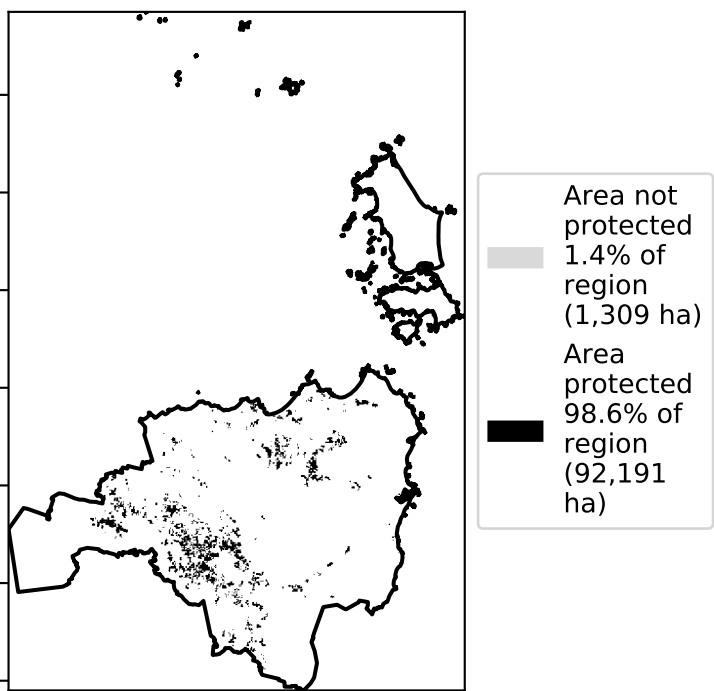 Area not
protected
1.4% of
region
(1,309 ha)
Area
protected
98.6% of
region
(92,191
ha)